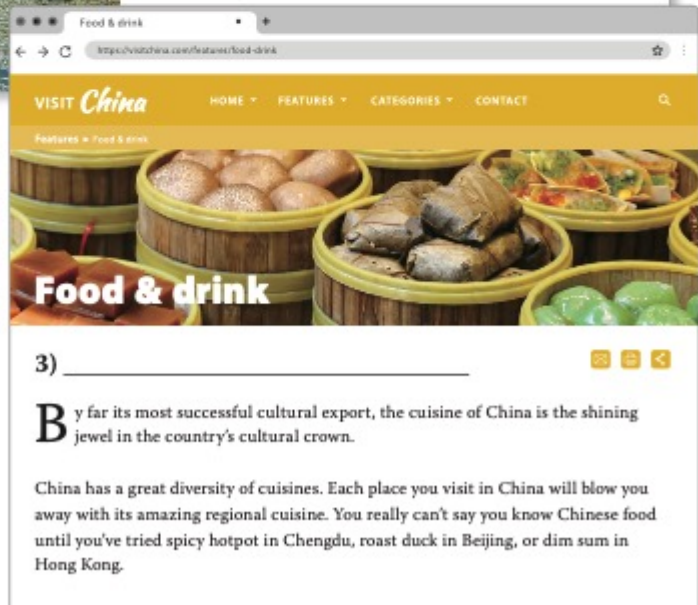 Food & drink
https://visitchina.com/features/food-drink
VISIT China
HOME
FEATURES
CATEGORIES
CONTACT
Features » Food & drink
Food & drink
3)
By far its most successful cultural export, the cuisine of China is the shining
jewel in the country's cultural crown.
China has a great diversity of cuisines. Each place you visit in China will blow you
away with its amazing regional cuisine. You really can't say you know Chinese food
until you've tried spicy hotpot in Chengdu, roast duck in Beijing, or dim sum in
Hong Kong.